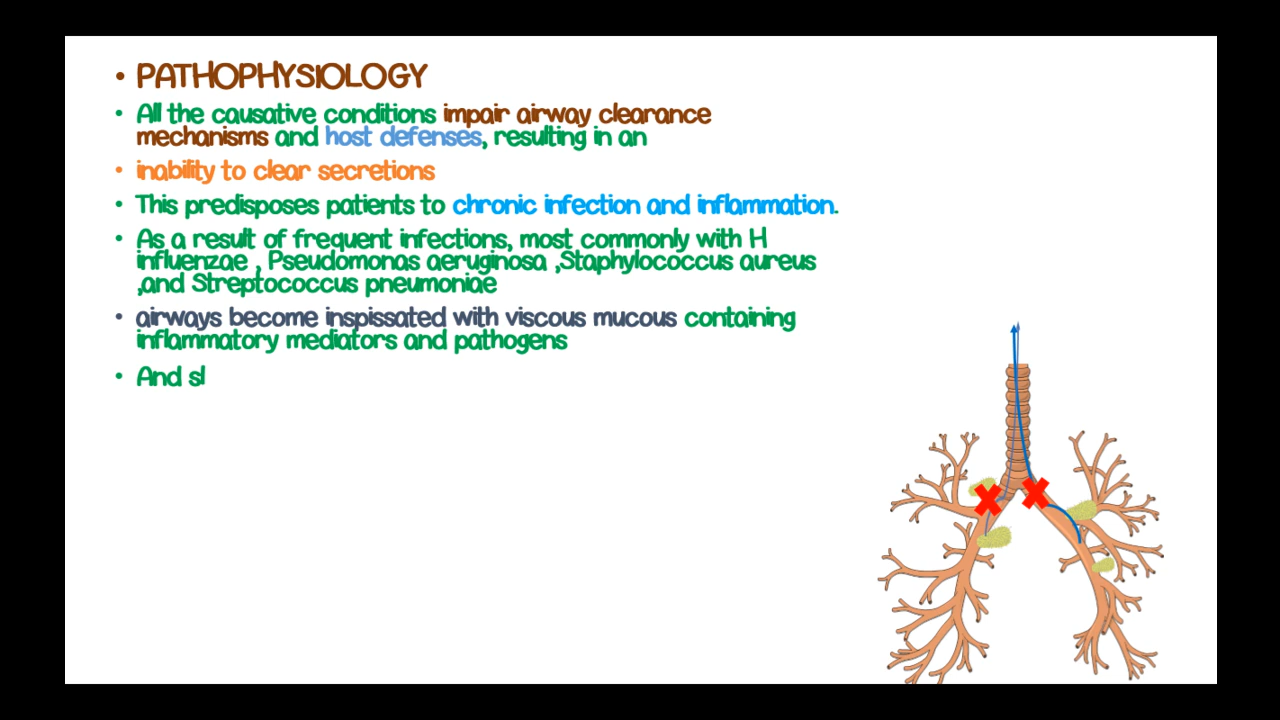 • PATHOPHYSIOLOGY
• All the causative conditions impair airway clearance
mechanisms and host defenses, resulting in an
• inability to clear secretions
• This predisposes patients to chronic infection and inflammation.
• As a result of frequent infections, most commonly with H
influenzae , Pseudomonas aeruginosa ,Staphylococcus aureus
,and Streptococcus pneumoniae
• airways become inspissated with viscous mucous containing
inflammatory mediators and pathogens
• And sl